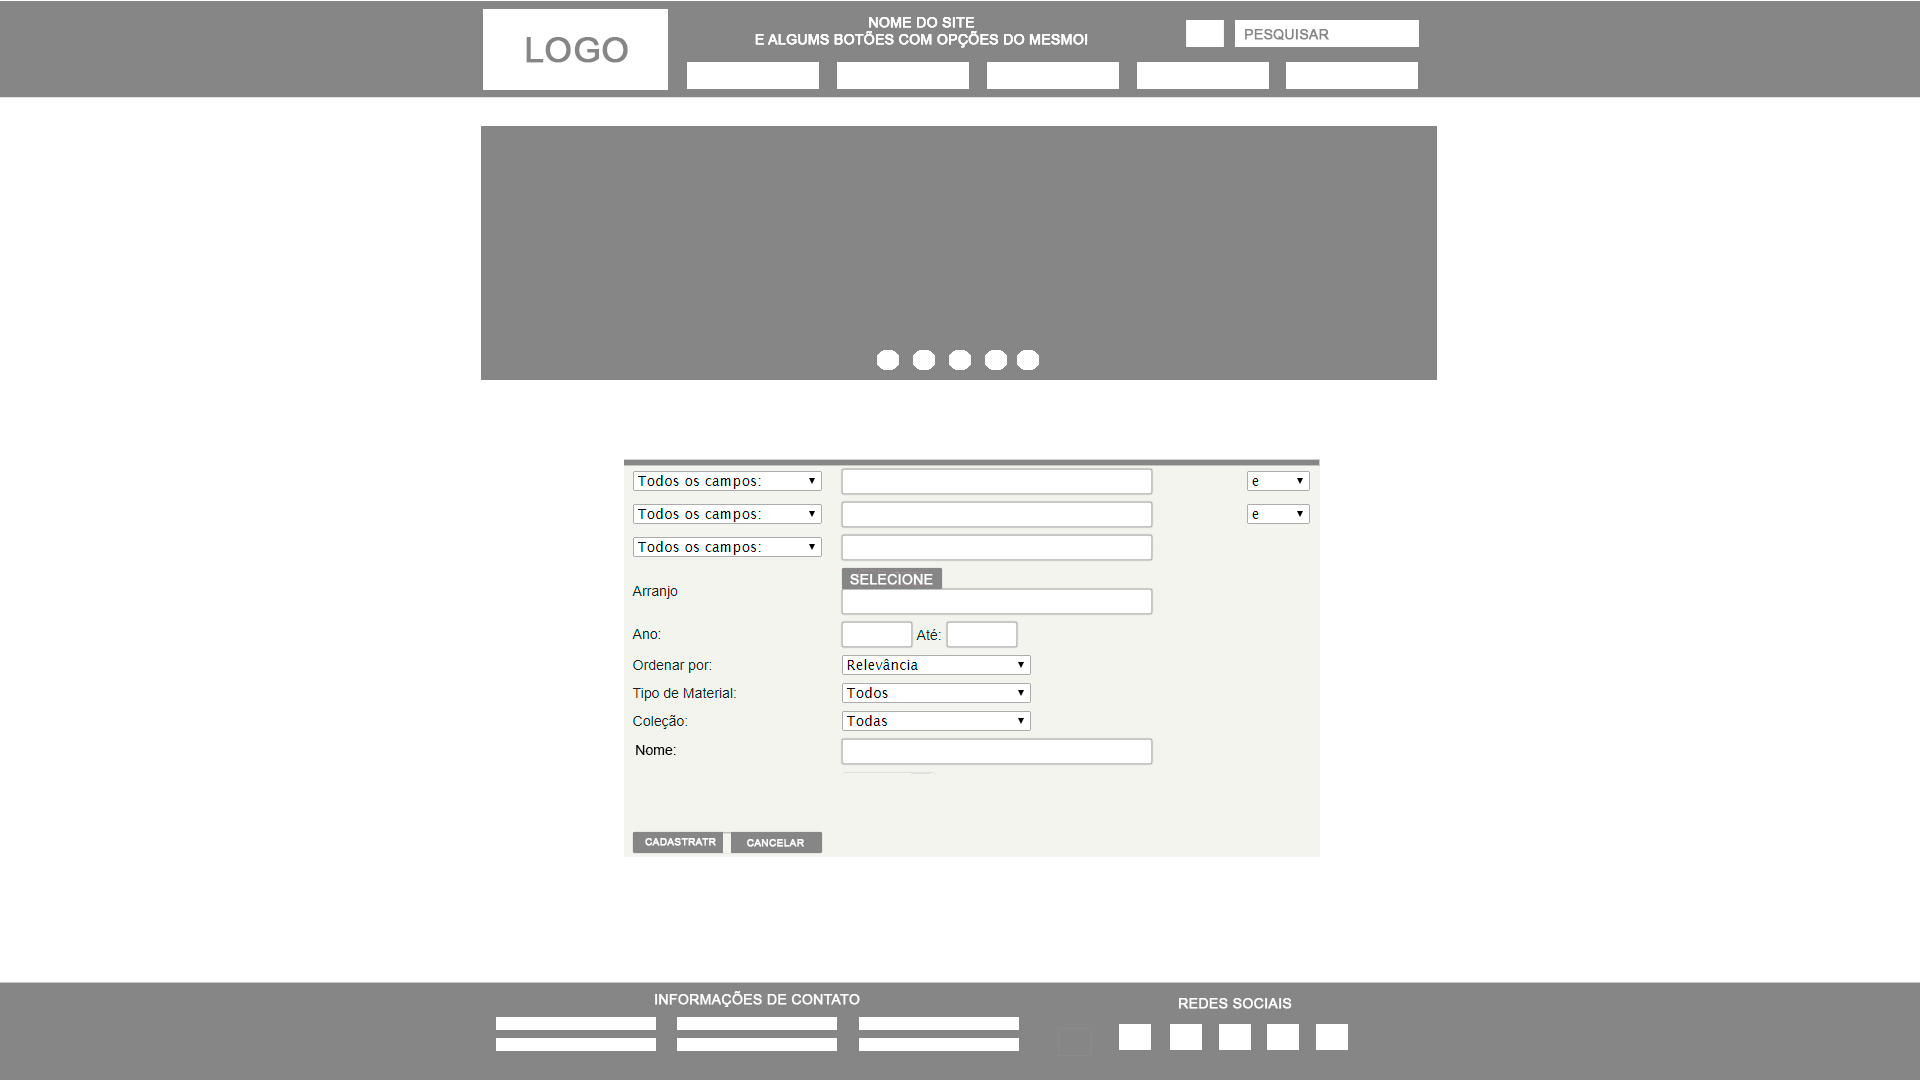 LOGO
NOME DO SITE
E ALGUMS BOTÕES COM OPÇÕES DO MESMO!
PESQUISAR
Todos os campos:
e
Todos os campos:
e
Todos os campos:
SELECIONE
Arranjo
Ano:
Até:
Ordenar por:
Relevância
Tipo de Material:
Todos
Coleção:
Todas
Nome:
CADASTRATR
CANCELAR
INFORMAÇÕES DE CONTATO
REDES SOCIAIS